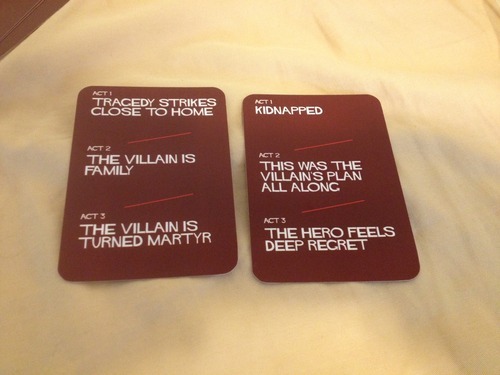 ACT 1
TRAGEDY STRIKES
CLOSE TO HOME
ACT 2
THE VILLAIN IS
FAMILY
ACT 3
THE VILLAIN IS
TURNED MARTYR
ACT 1
KIDNAPPED
ACT 2
THIS WAS THE
VILLAIN'S PLAN
ALL ALONG
ACT 3
THE HERO FEELS
DEEP REGRET